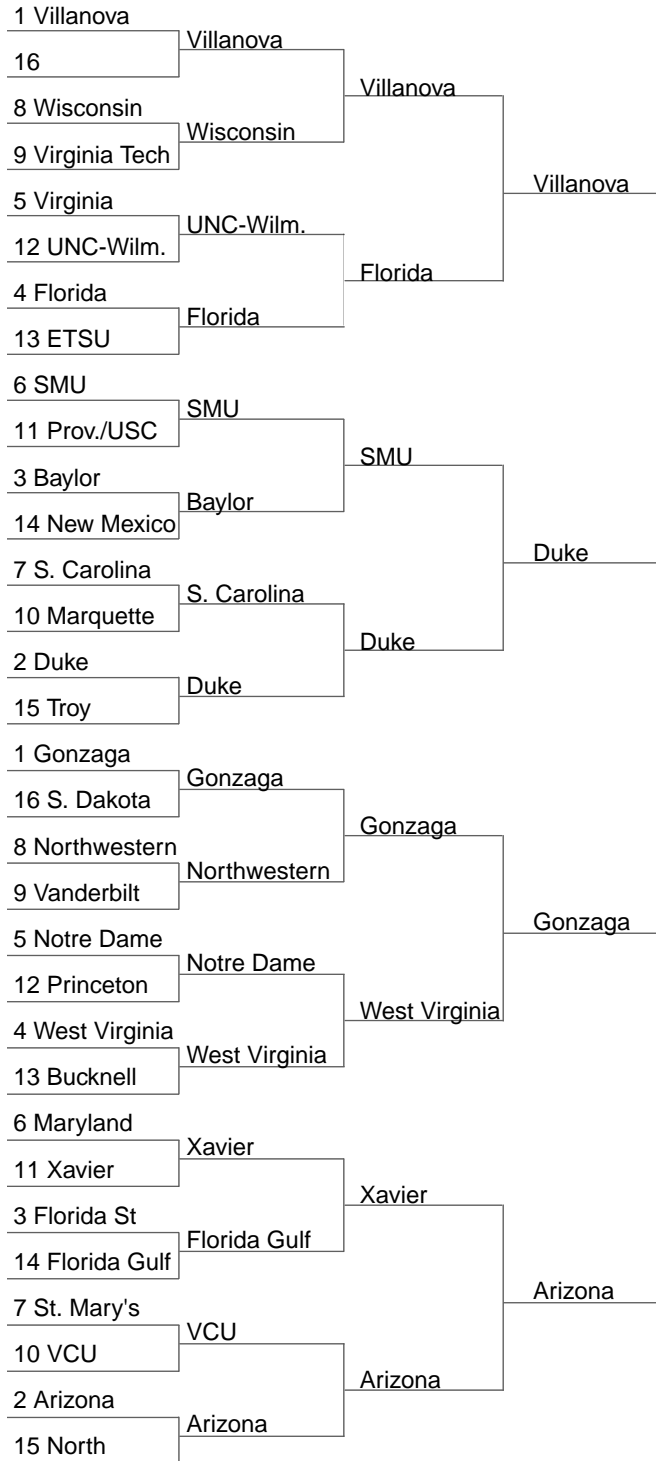 1 Villanova
16
8 Wisconsin
9 Virginia Tech
5 Virginia
12 UNC-Wilm.
4 Florida
13 ETSU
6 SMU
11 Prov./USC
3 Baylor
14 New Mexico
7 S. Carolina
10 Marquette
2 Duke
15 Troy
1 Gonzaga
16 S. Dakota
8 Northwestern
9 Vanderbilt
5 Notre Dame
12 Princeton
4 West Virginia
13 Bucknell
6 Maryland
11 Xavier
3 Florida St
14 Florida Gulf
7 St. Mary's
10 VCU
2 Arizona
15 North
Villanova
Wisconsin
UNC-Wilm.
Florida
SMU
Baylor
S. Carolina
Duke
Gonzaga
Northwestern
Notre Dame
West Virginia
Xavier
Florida Gulf
VCU
Arizona
Villanova
Florida
SMU
Duke
Gonzaga
West Virginia
Xavier
Arizona
Villanova
Duke
Gonzaga
Arizona